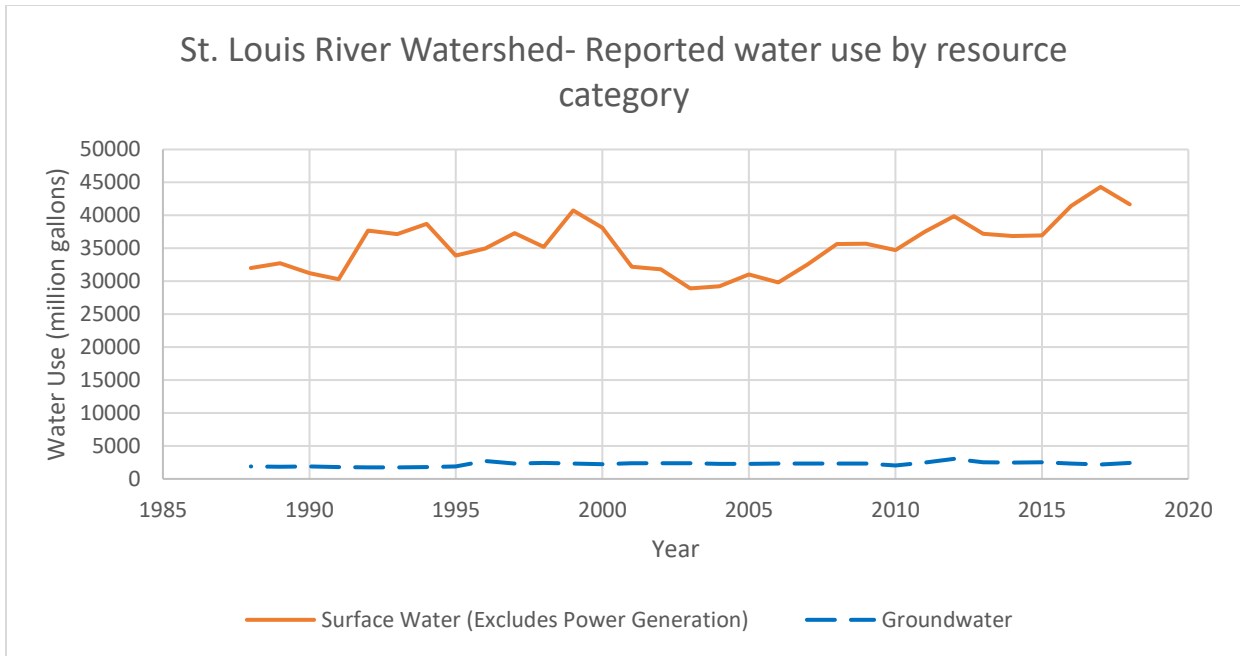 St. Louis River Watershed- Reported water use by resource
category
Water Use (million gallons)
50000
45000
40000
35000
30000
25000
20000
15000
10000
5000
0
1985 1990 1995 2000 2005 2010 2015 2020
Year
Surface Water (Excludes Power Generation) Groundwater